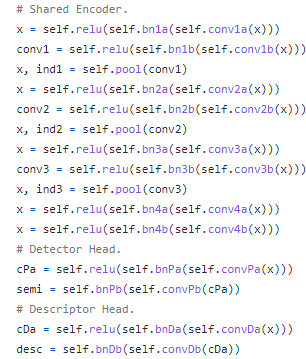 # Shared Encoder.
x = self.relu(self.bn1a(self.conv1a(x)))
conv1 = self.relu(self.bn1b(self.conv1b(x)))
x, ind1 = self.pool(conv1)
x = self.relu(self.bn2a(self.conv2a(x)))
conv2 = self.relu(self.bn2b(self.conv2b(x)))
x, ind2 = self.pool(conv2)
x = self.relu(self.bn3a(self.conv3a(x)))
conv3 = self.relu(self.bn3b(self.conv3b(x)))
x, ind3 = self.pool(conv3)
x = self.relu(self.bn4a(self.conv4a(x)))
x = self.relu(self.bn4b(self.conv4b(x)))
# Detector Head.
cPa = self.relu(self.bnPa(self.convPa(x)))
semi = self.bnPb(self.convPb(cPa))
# Descriptor Head.
cDa = self.relu(self.bnDa(self.convDa(x)))
desc = self.bnDb(self.convDb(cDa))